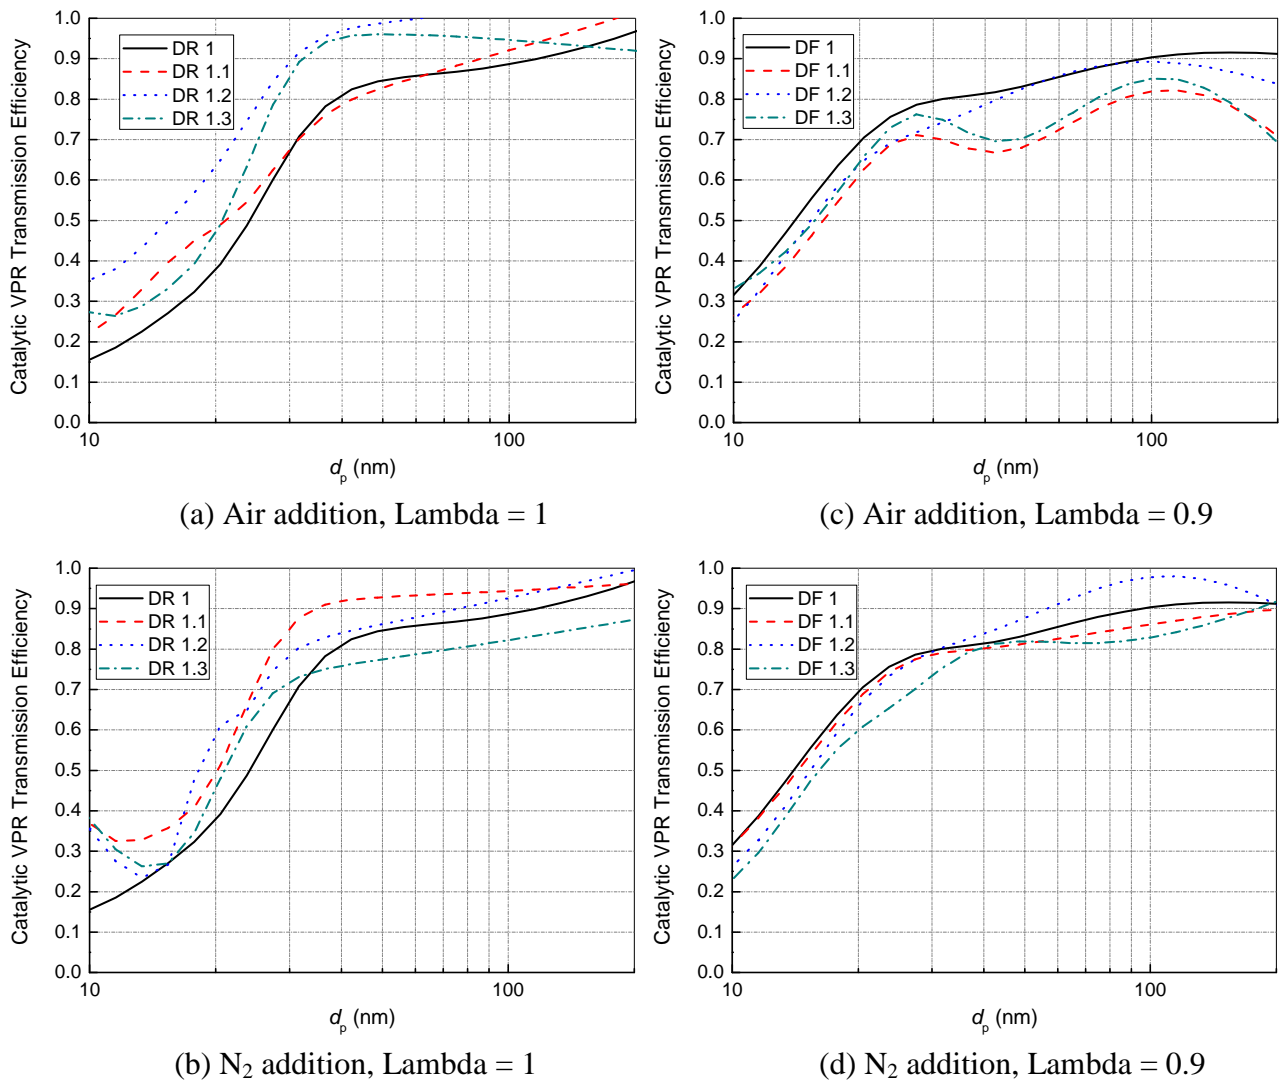 Catalytic VPR Transmission Efficiency
1.0
0.9
0.8
0.7
0.6
0.5
0.4
0.3
0.2
0.1
0.0
DR 1
DR 1.1
DR 1.2
DR 1.3
10
100
dp (nm)
(a) Air addition, Lambda = 1
Catalytic VPR Transmission Efficiency
1.0
0.9
0.8
0.7
0.6
0.5
0.4
0.3
0.2
0.1
0.0
DF 1
DF 1.1
DF 1.2
DF 1.3
10
100
dp (nm)
(c) Air addition, Lambda = 0.9
Catalytic VPR Transmission Efficiency
1.0
0.9
0.8
0.7
0.6
0.5
0.4
0.3
0.2
0.1
0.0
DR 1
DR 1.1
DR 1.2
DR 1.3
10
100
dp (nm)
(b) N₂ addition, Lambda = 1
Catalytic VPR Transmission Efficiency
1.0
0.9
0.8
0.7
0.6
0.5
0.4
0.3
0.2
0.1
0.0
DF 1
DF 1.1
DF 1.2
DF 1.3
10
100
dp (nm)
(d) N₂ addition, Lambda = 0.9